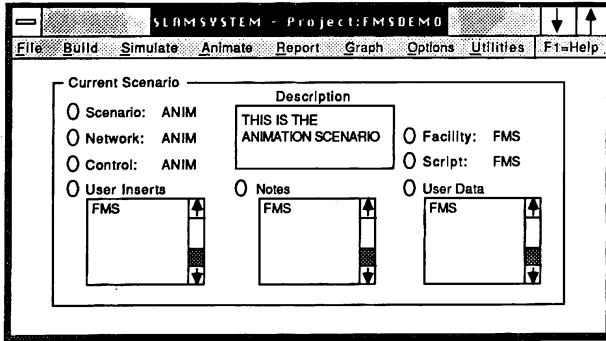 SLAMSYSTEM - Project:FMSDEMO
File Build Simulate Animate Report Graph Options Utilities F1=Help
Current Scenario
Description
Scenario: ANIM
THIS IS THE
Network: ANIM
ANIMATION SCENARIO
Facility: FMS
Control: ANIM
Script: FMS
User Inserts
Notes
User Data
FMS
FMS
FMS